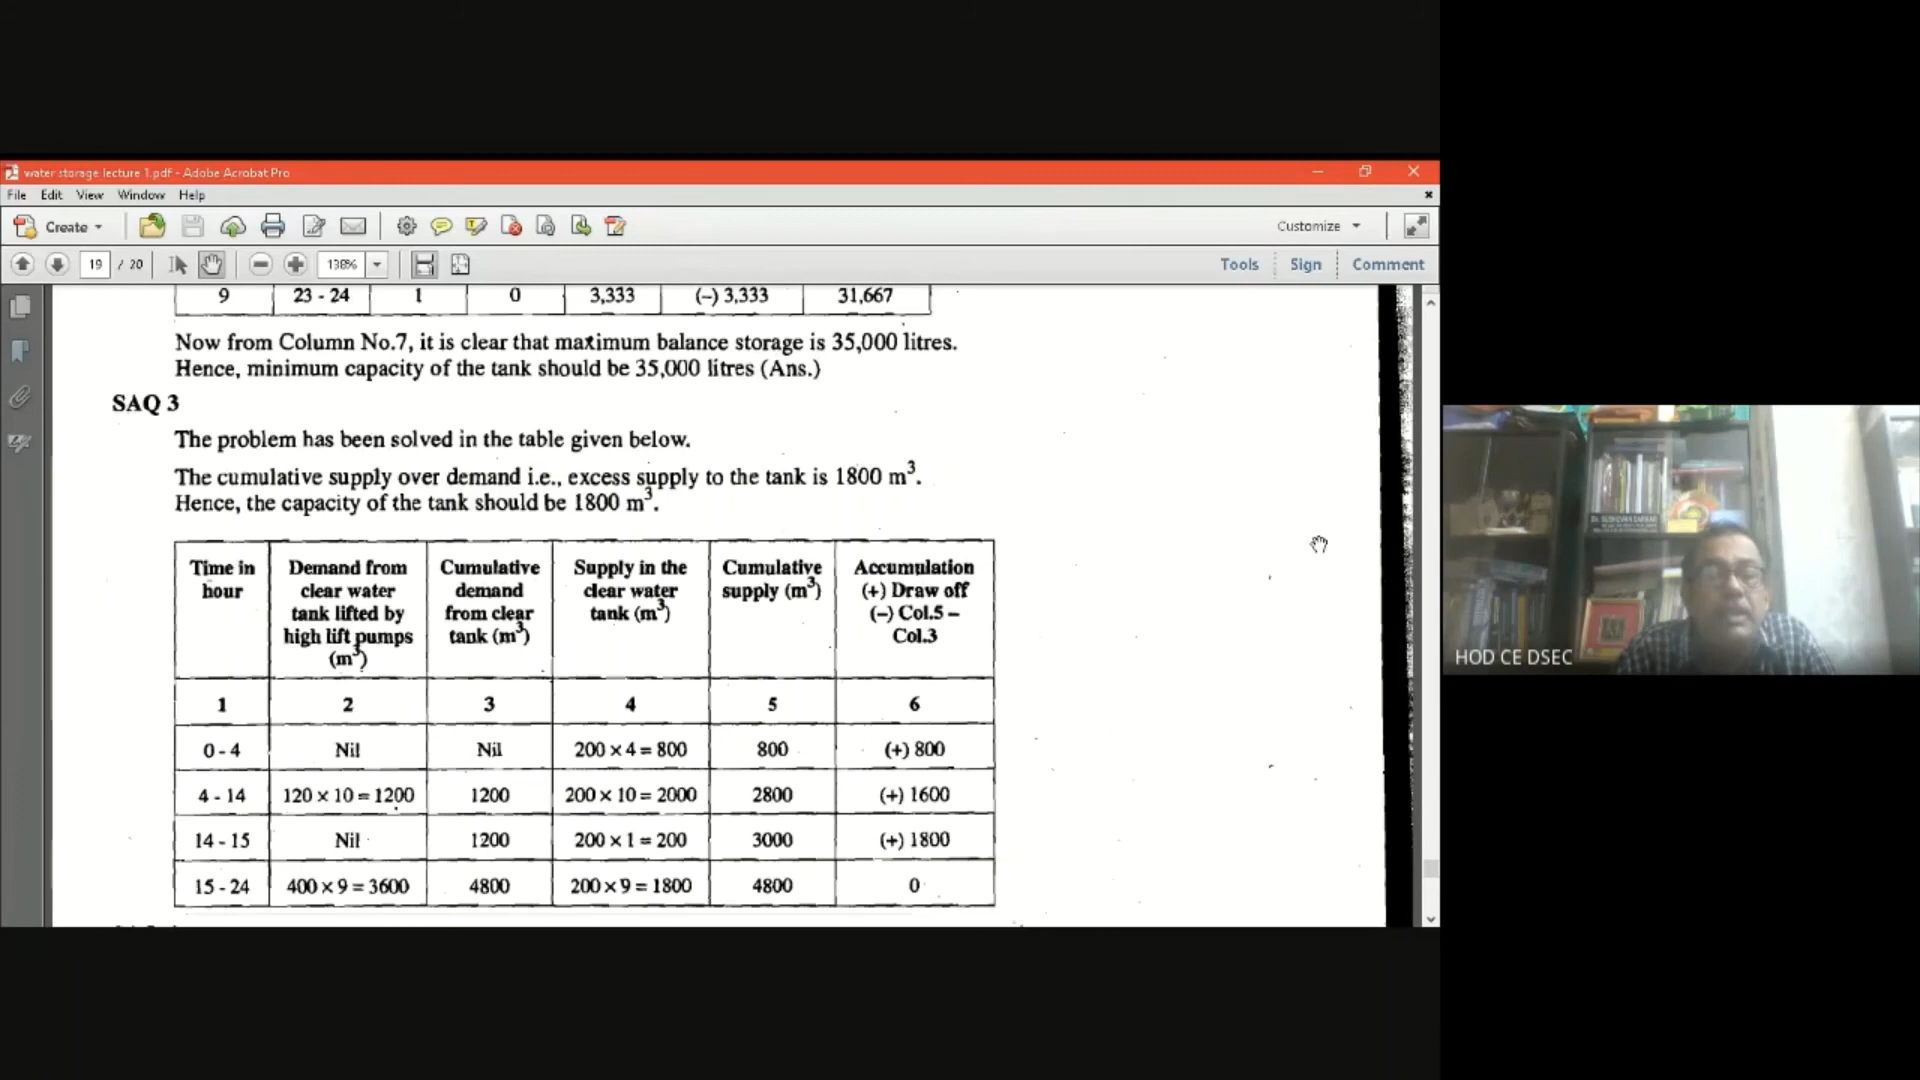 water storage lecture 1.pdf - Adobe Acrobat Pro
File Edit View Window Help
Create
Customize
19 / 20
138%
Tools Sign Comment
9 23 - 24 1 0 3,333 (–) 3,333 31,667
Now from Column No.7, it is clear that maximum balance storage is 35,000 litres.
Hence, minimum capacity of the tank should be 35,000 litres (Ans.)
SAQ 3
The problem has been solved in the table given below.
The cumulative supply over demand i.e., excess supply to the tank is 1800 m³.
Hence, the capacity of the tank should be 1800 m³.
Time in hour
Demand from clear water tank lifted by high lift pumps (m³)
Cumulative demand from clear tank (m³)
Supply in the clear water tank (m³)
Cumulative supply (m³)
Accumulation (+) Draw off (–) Col.5 – Col.3
1 2 3 4 5 6
0 - 4 Nil Nil 200 × 4 = 800 800 (+) 800
4 - 14 120 × 10 = 1200 1200 200 × 10 = 2000 2800 (+) 1600
14 - 15 Nil 1200 200 × 1 = 200 3000 (+) 1800
15 - 24 400 × 9 = 3600 4800 200 × 9 = 1800 4800 0
HOD CE DSEC